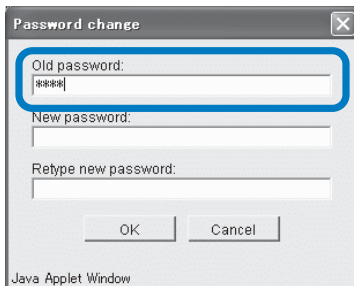 Password change
Old password:
****
New password:
Retype new password:
OK Cancel
Java Applet Window